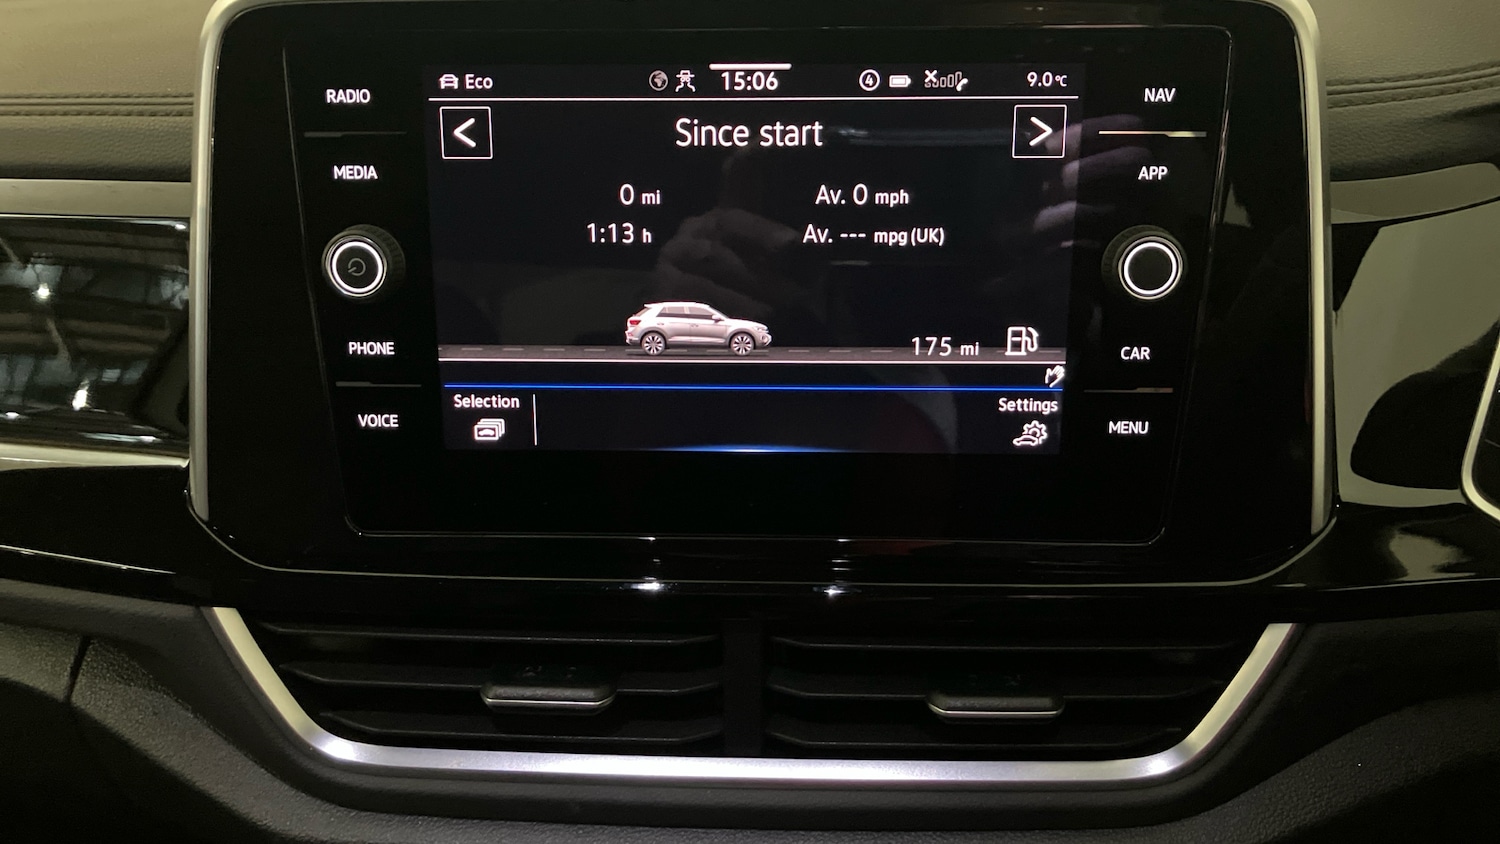 RADIO
MEDIA
PHONE
VOICE
Eco
15:06
4
9.0°C
<
Since start
>
0 mi
Av. 0 mph
1:13 h
Av. --- mpg (UK)
175 mi
Selection
Settings
NAV
APP
CAR
MENU